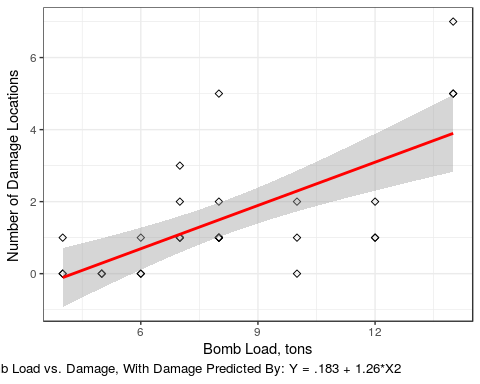 6
4
2
0
Number of Damage Locations
6
9
12
Bomb Load, tons
b Load vs. Damage, With Damage Predicted By: Y = .183 + 1.26*X2